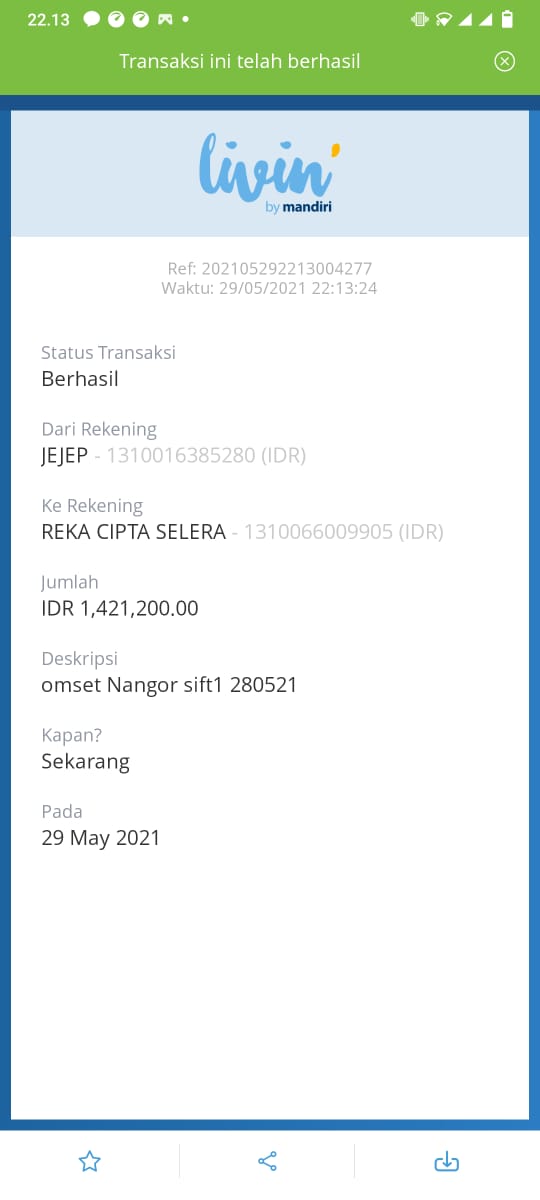 22.13
Transaksi ini telah berhasil
livin'
by mandiri
Ref: 202105292213004277
Waktu: 29/05/2021 22:13:24
Status Transaksi
Berhasil
Dari Rekening
JEJEP - 1310016385280 (IDR)
Ke Rekening
REKA CIPTA SELERA - 1310066009905 (IDR)
Jumlah
IDR 1,421,200.00
Deskripsi
omset Nangor sift1 280521
Kapan?
Sekarang
Pada
29 May 2021